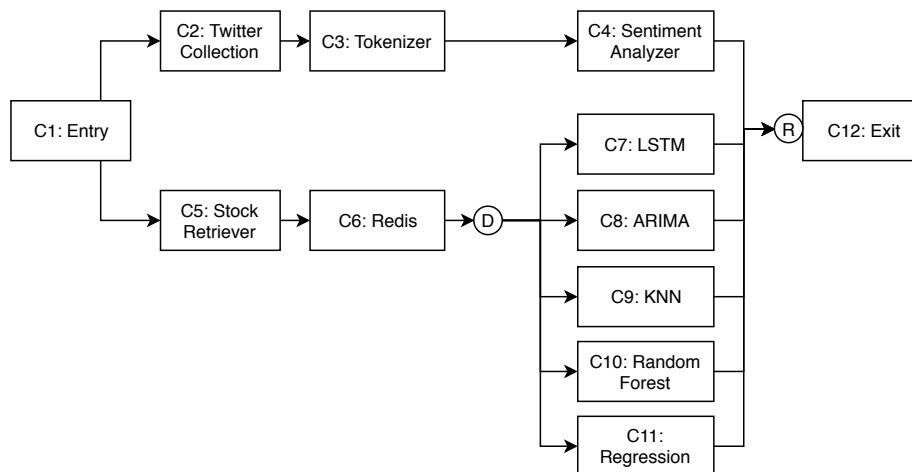 C2: Twitter
Collection
C3: Tokenizer
C4: Sentiment
Analyzer
C1: Entry
R
C12: Exit
C7: LSTM
C5: Stock
Retriever
C6: Redis
D
C8: ARIMA
C9: KNN
C10: Random
Forest
C11:
Regression